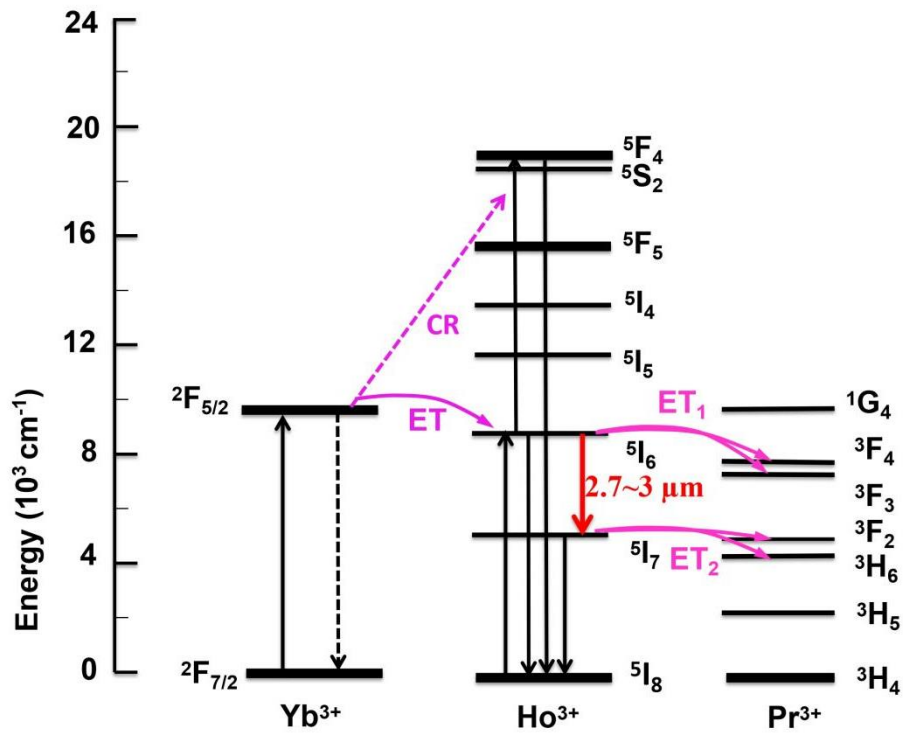 24
20
16
12
8
4
0
Energy (10³ cm⁻¹)
²F₅/₂
²F₇/₂
Yb³⁺
CR
ET
⁵F₄
⁵S₂
⁵F₅
⁵I₄
⁵I₅
⁵I₆
2.7~3 µm
⁵I₇
⁵I₈
Ho³⁺
ET₁
ET₂
¹G₄
³F₄
³F₃
³F₂
³H₆
³H₅
³H₄
Pr³⁺